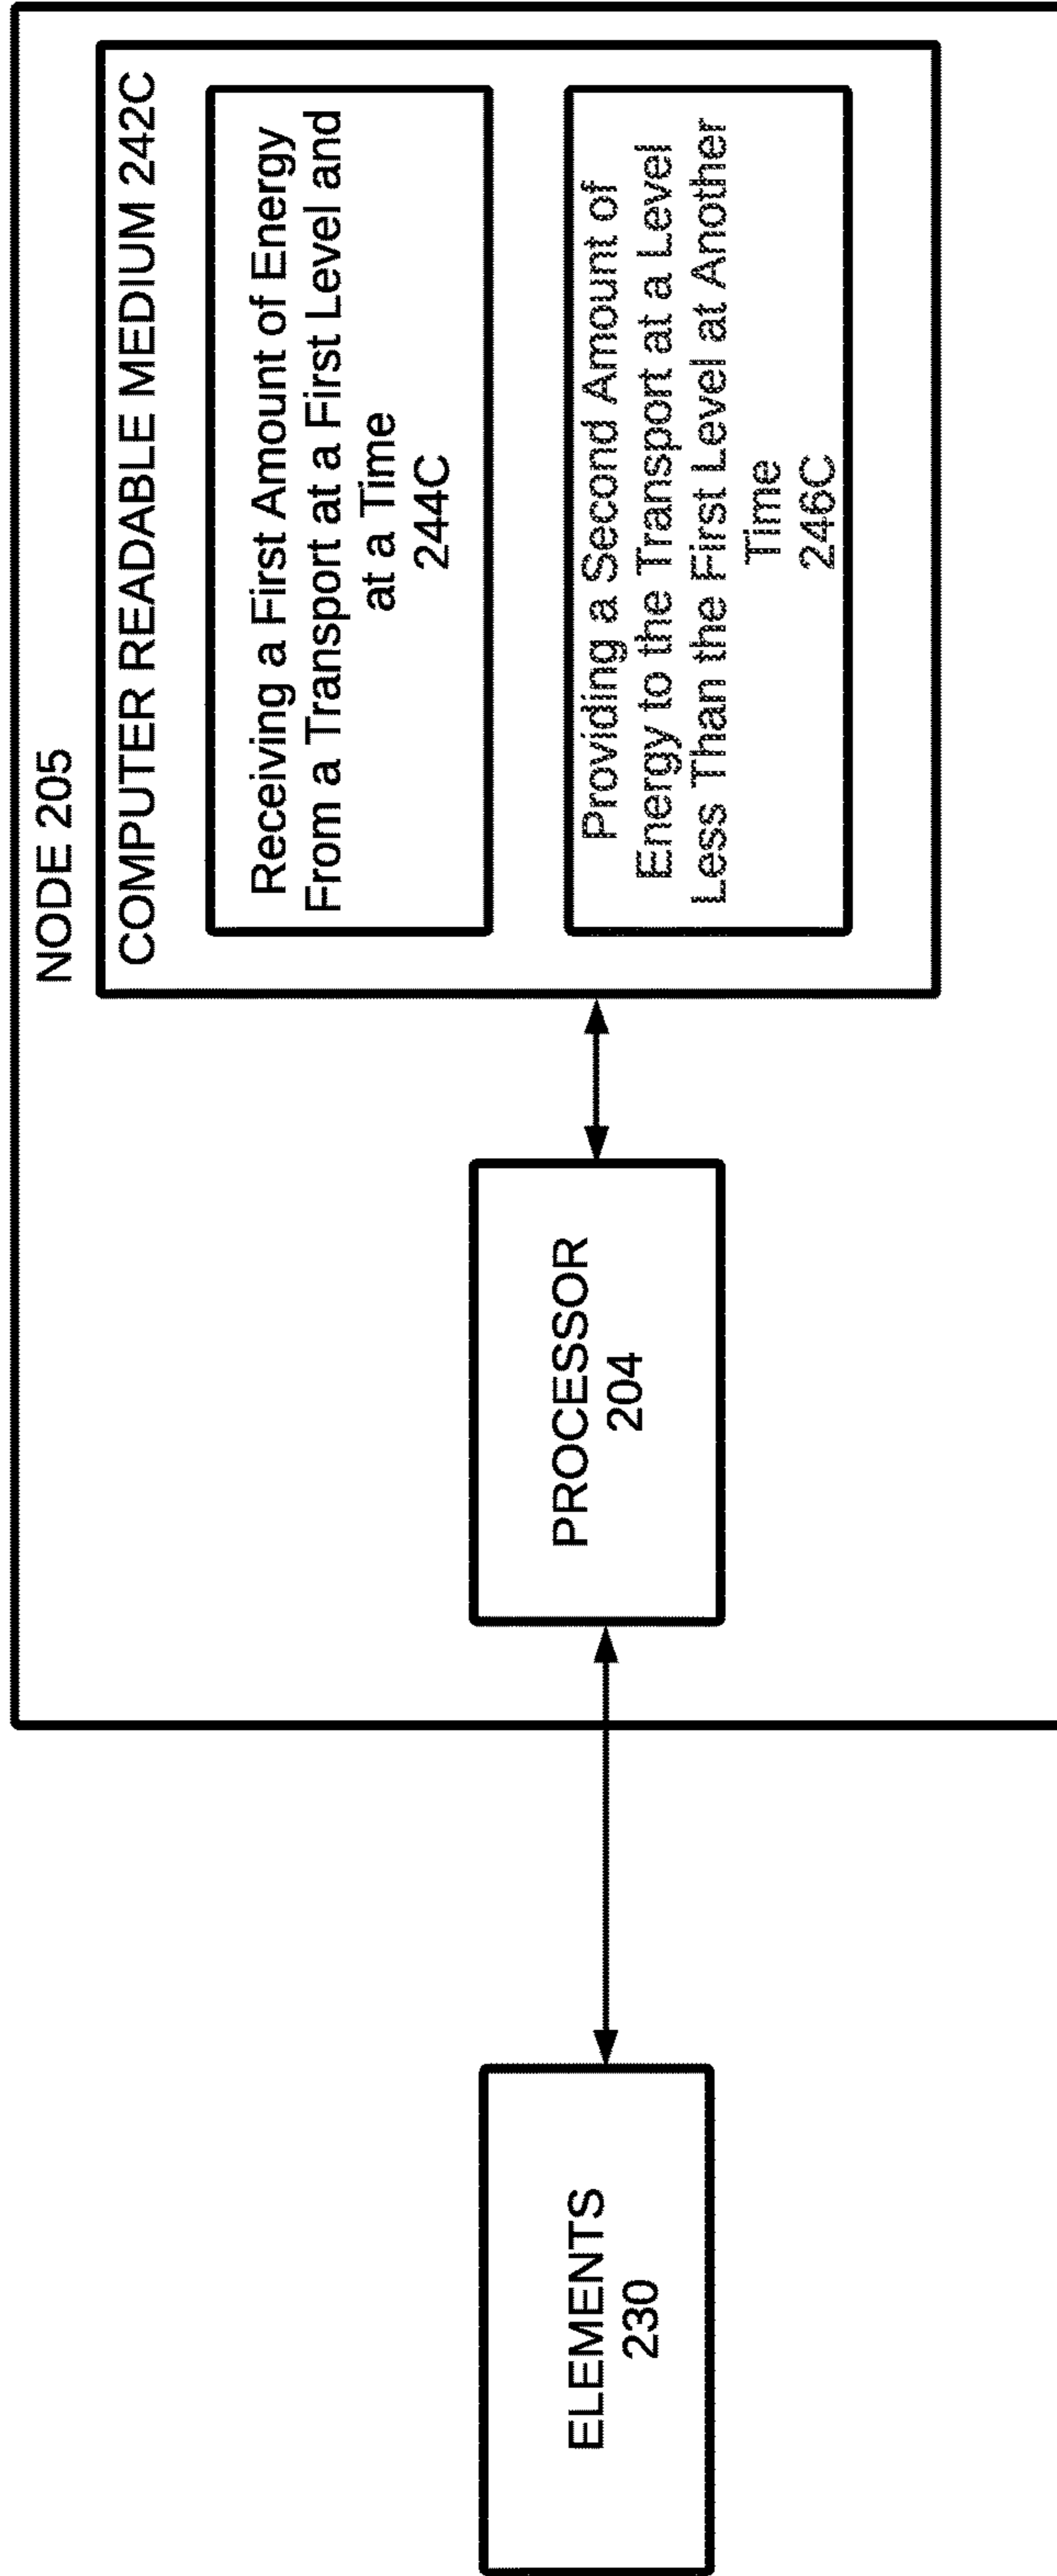 NODE 205
COMPUTER READABLE MEDIUM 242C
Receiving a First Amount of Energy
From a Transport at a First Level and
at a Time
244C
Providing a Second Amount of
Energy to the Transport at a Level
Less Than the First Level at Another
Time
246C
PROCESSOR
204
ELEMENTS
230